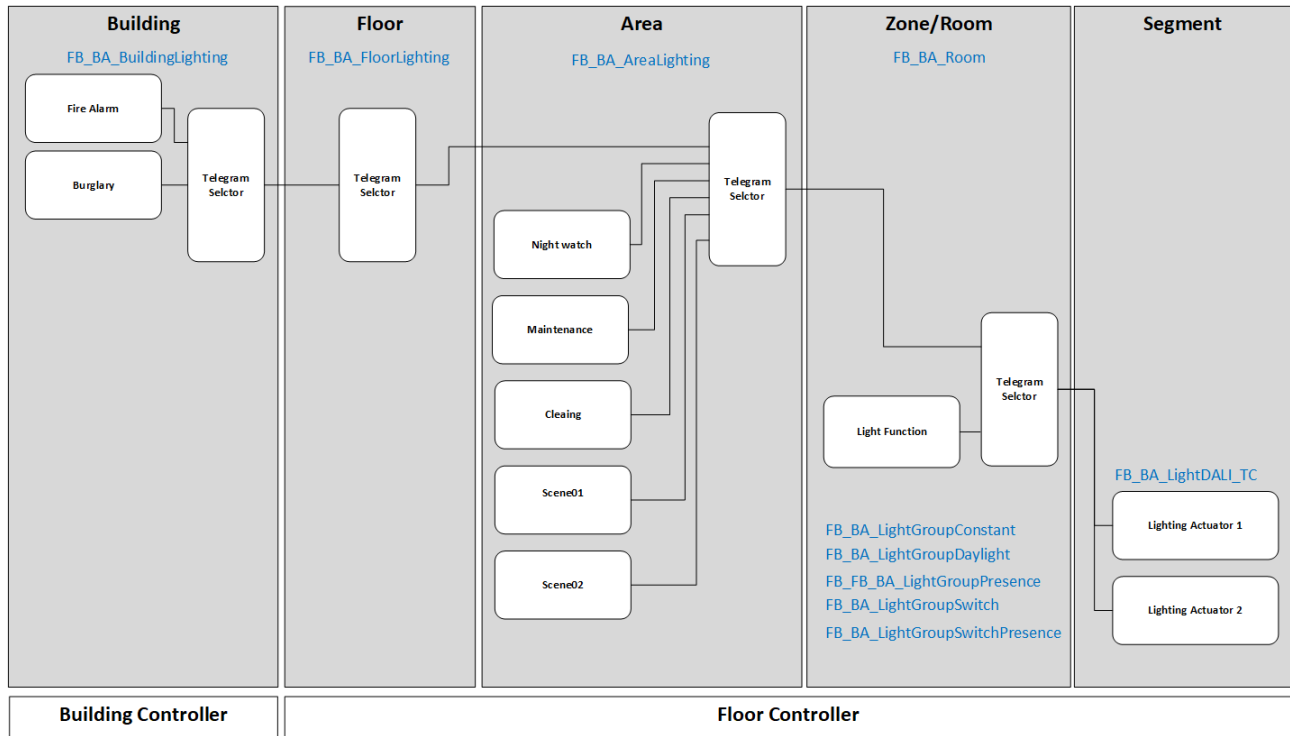 Building
FB_BA_BuildingLighting
Fire Alarm
Burglary
Telegram
Selctor
Floor
FB_BA_FloorLighting
Telegram
Selctor
Area
FB_BA_AreaLighting
Telegram
Selctor
Night watch
Maintenance
Cleaing
Scene01
Scene02
Zone/Room
FB_BA_Room
Telegram
Selctor
Light Function
FB_BA_LightGroupConstant
FB_BA_LightGroupDaylight
FB_FB_BA_LightGroupPresence
FB_BA_LightGroupSwitch
FB_BA_LightGroupSwitchPresence
Segment
FB_BA_LightDALI_TC
Lighting Actuator 1
Lighting Actuator 2
Building Controller
Floor Controller